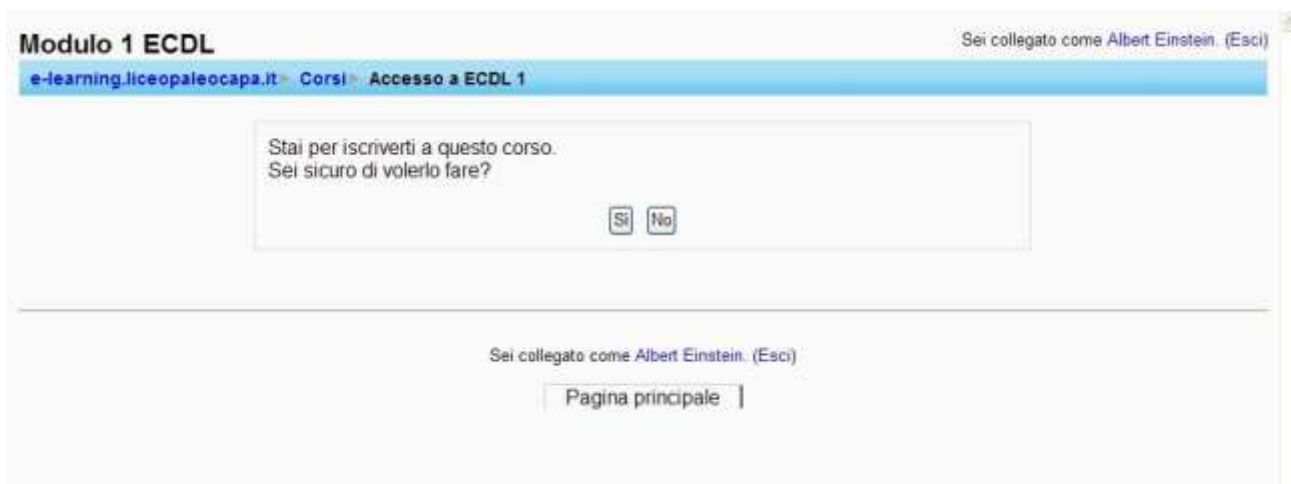 Modulo 1 ECDL
Sei collegato come Albert Einstein. (Esci)
e-learning.liceopaleocapa.it ► Corsi ► Accesso a ECDL 1
Stai per iscriverti a questo corso.
Sei sicuro di volerlo fare?
Sì No
Sei collegato come Albert Einstein. (Esci)
Pagina principale